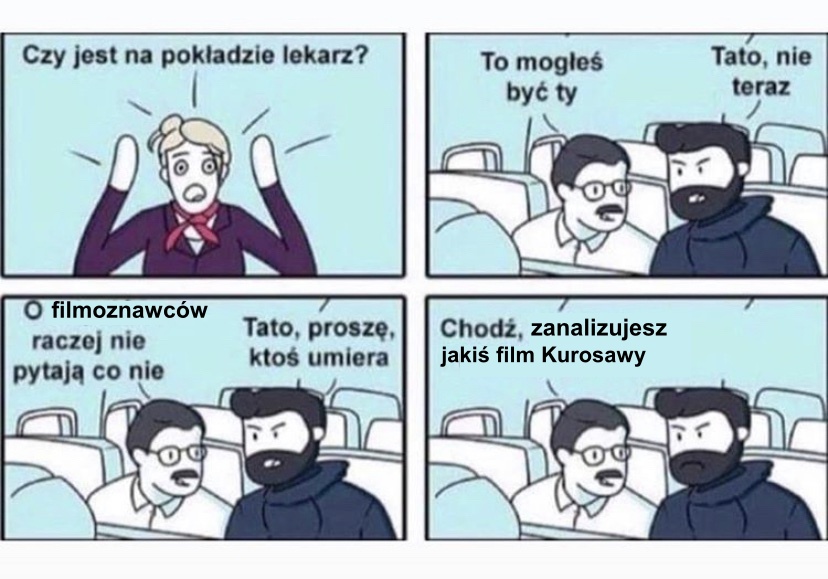 Czy jest na pokładzie lekarz?
To mogłeś
być ty
Tato, nie
teraz
O filmoznawców
raczej nie
pytają co nie
Tato, proszę,
ktoś umiera
Chodź, zanalizujesz
jakiś film Kurosawy